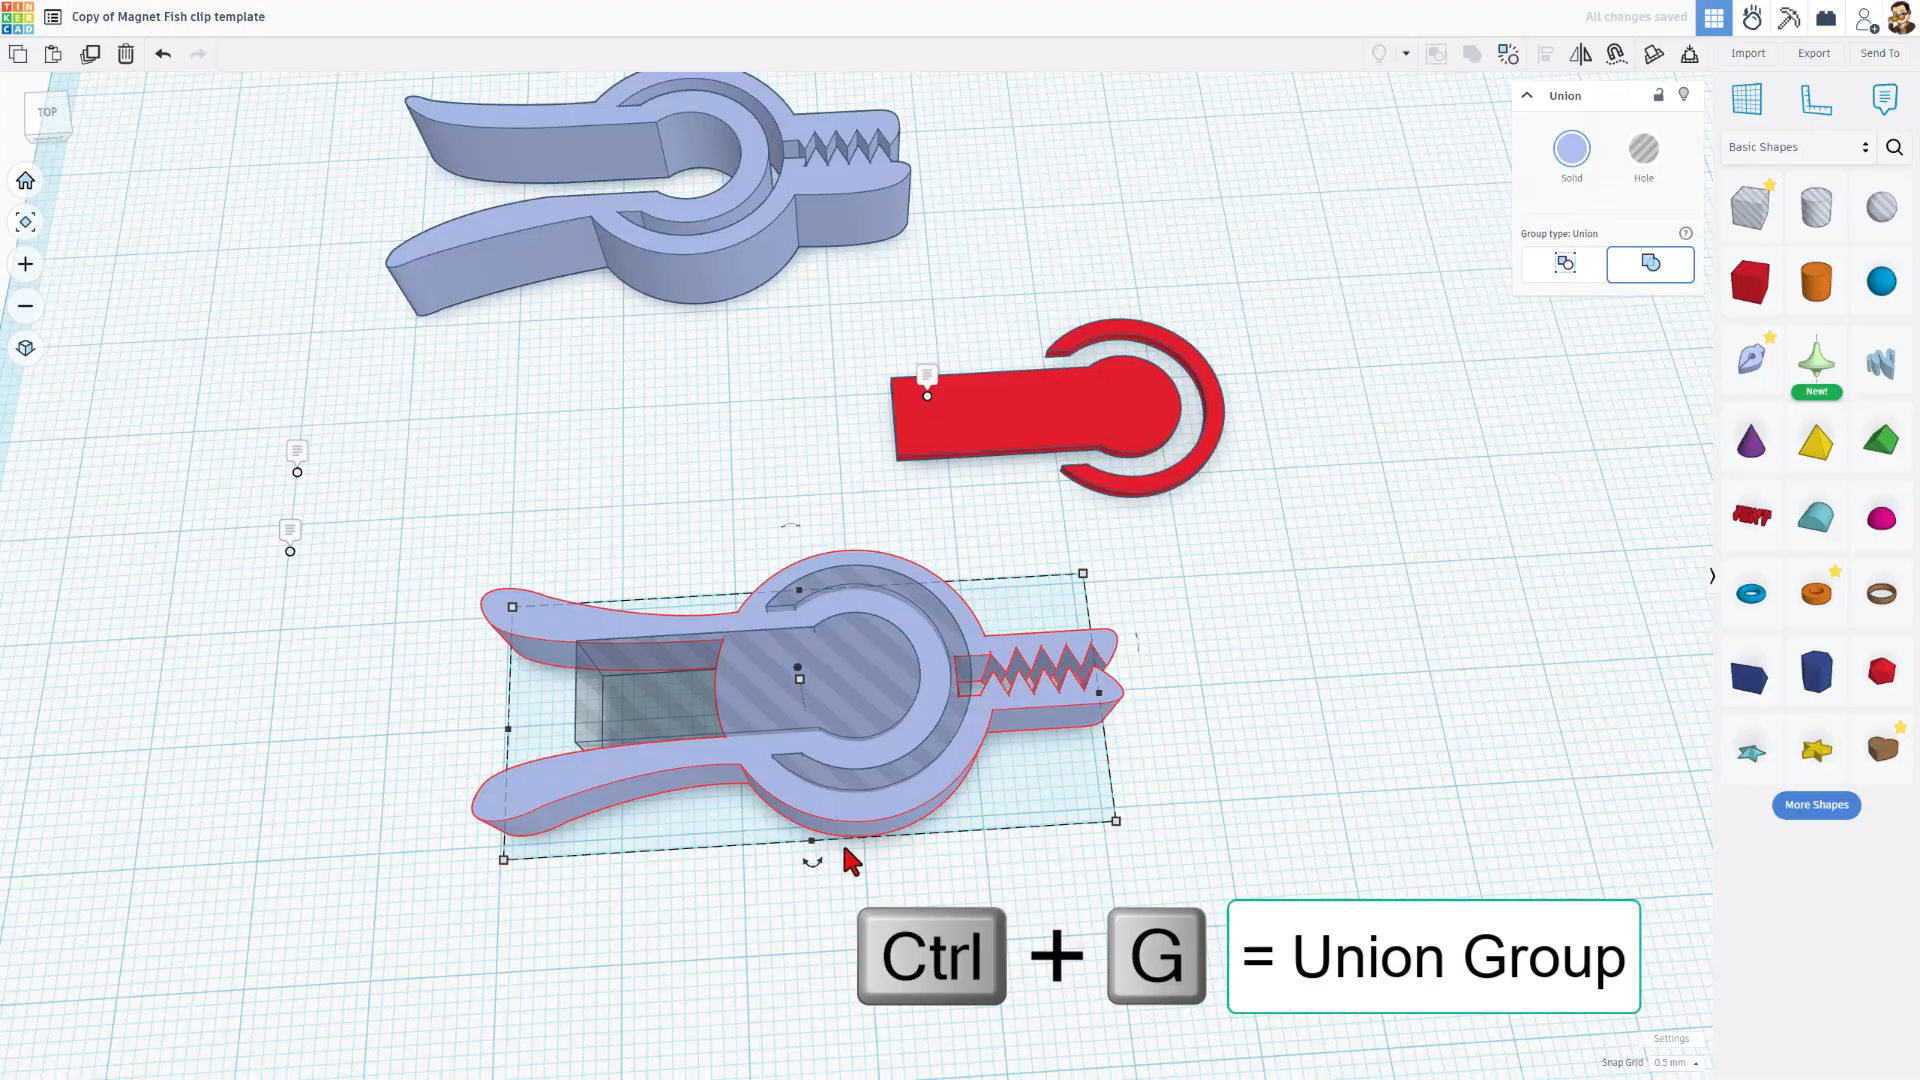 TIN
KER
CAD
Copy of Magnet Fish clip template
All changes saved
Import
Export
Send To
TOP
Union
Solid
Hole
Group type: Union
Basic Shapes
New!
TEXT
More Shapes
Ctrl + G = Union Group
Settings
Snap Grid 0.5 mm